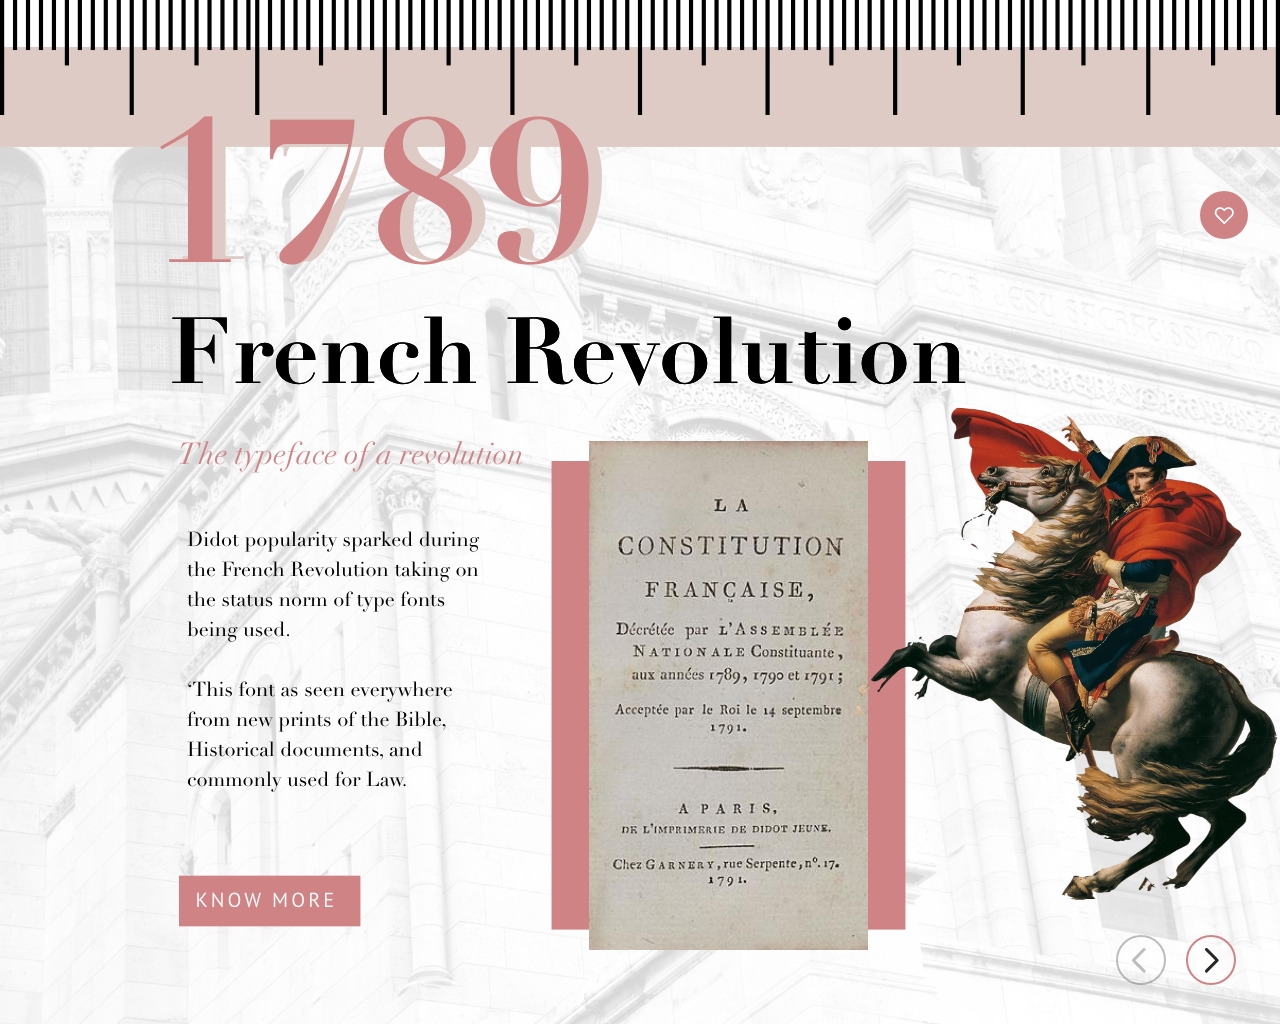 1789
French Revolution
The typeface of a revolution
Didot popularity sparked during
the French Revolution taking on
the status norm of type fonts
being used.
‘This font as seen everywhere
from new prints of the Bible,
Historical documents, and
commonly used for Law.
KNOW MORE
LA
CONSTITUTION
FRANÇAISE,
Décrétée par L'ASSEMBLÉE
NATIONALE Constituante,
aux années 1789, 1790 et 1791;
Acceptée par le Roi le 14 septembre
1791.
A PARIS,
DE L'IMPRIMERIE DE DIDOT JEUNE.
Chez GARNERY, rue Serpente, nº. 17.
1791.